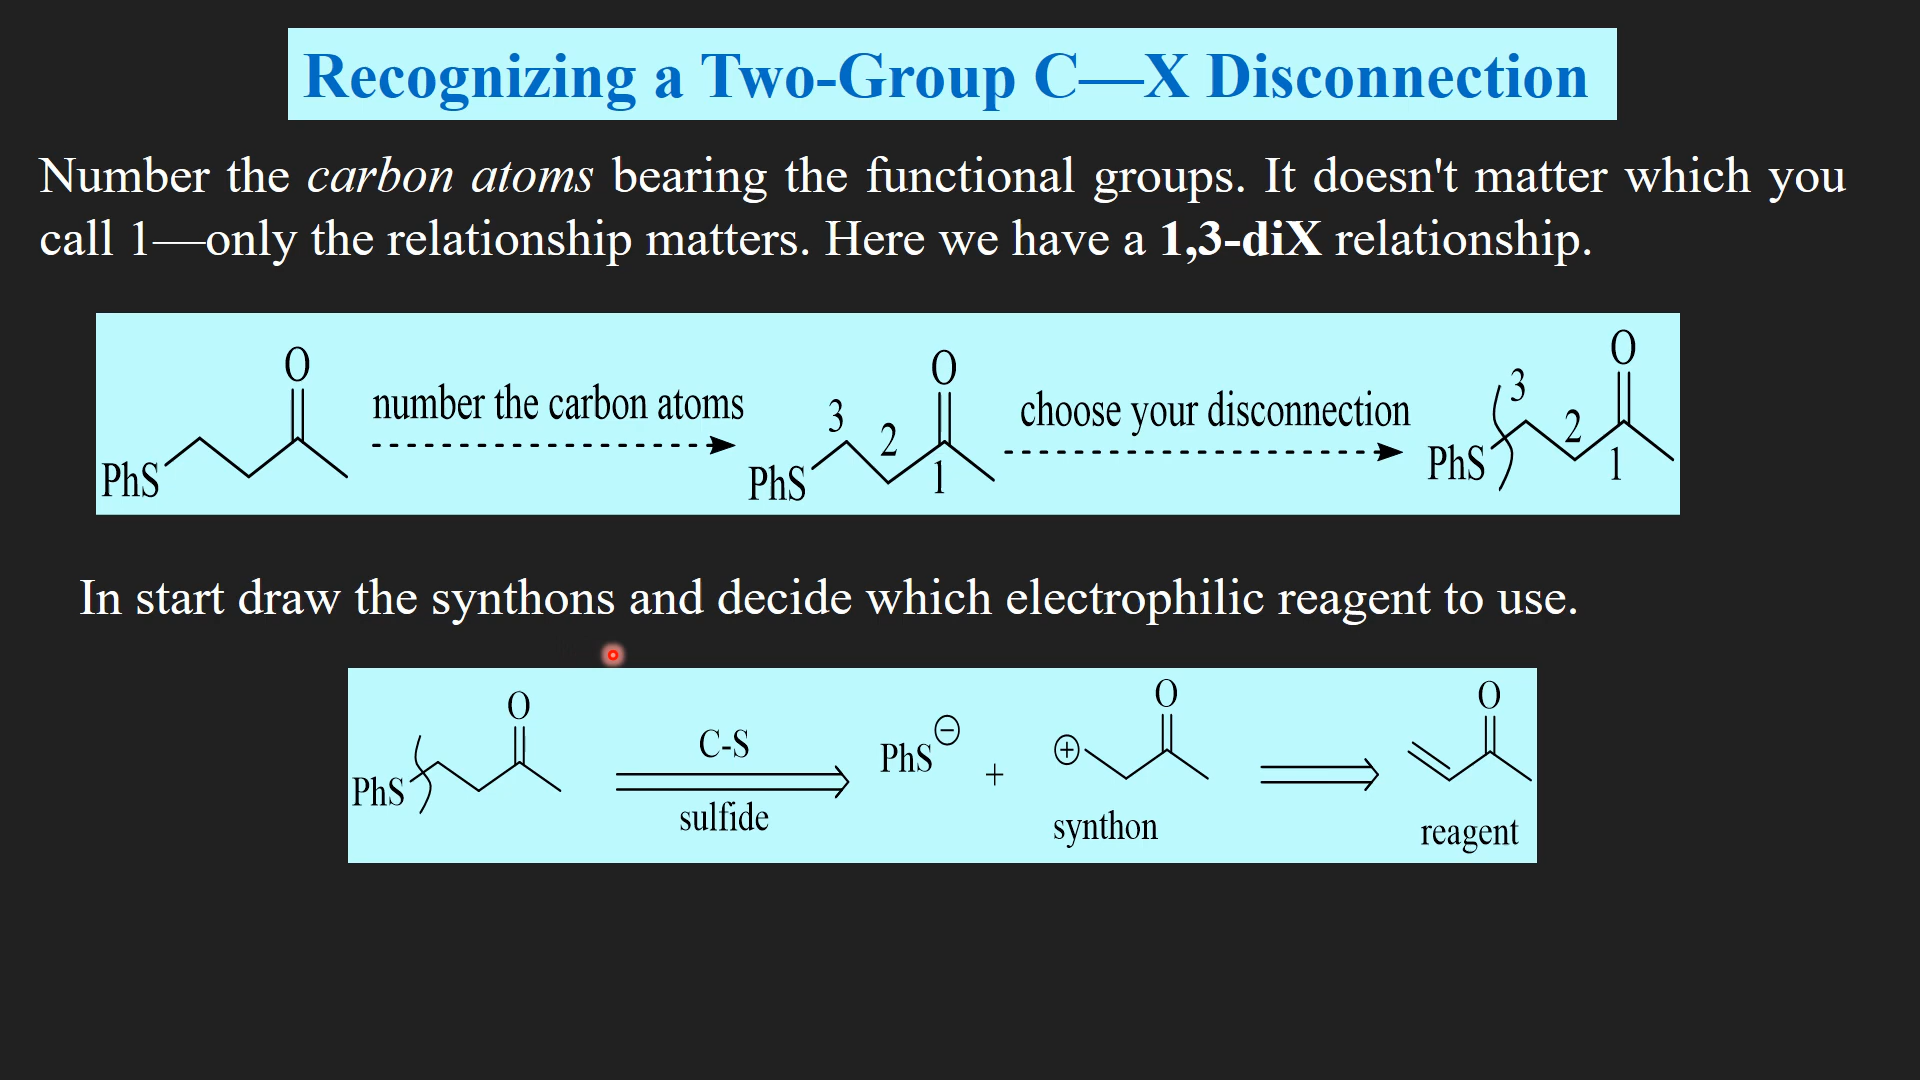 Recognizing a Two-Group C—X Disconnection
Number the carbon atoms bearing the functional groups. It doesn't matter which you
call 1—only the relationship matters. Here we have a 1,3-diX relationship.
O
PhS
number the carbon atoms
O
3
2
1
PhS
choose your disconnection
O
3
2
1
PhS
In start draw the synthons and decide which electrophilic reagent to use.
O
PhS
C-S
sulfide
PhS⊖
+
⊕
O
synthon
O
reagent